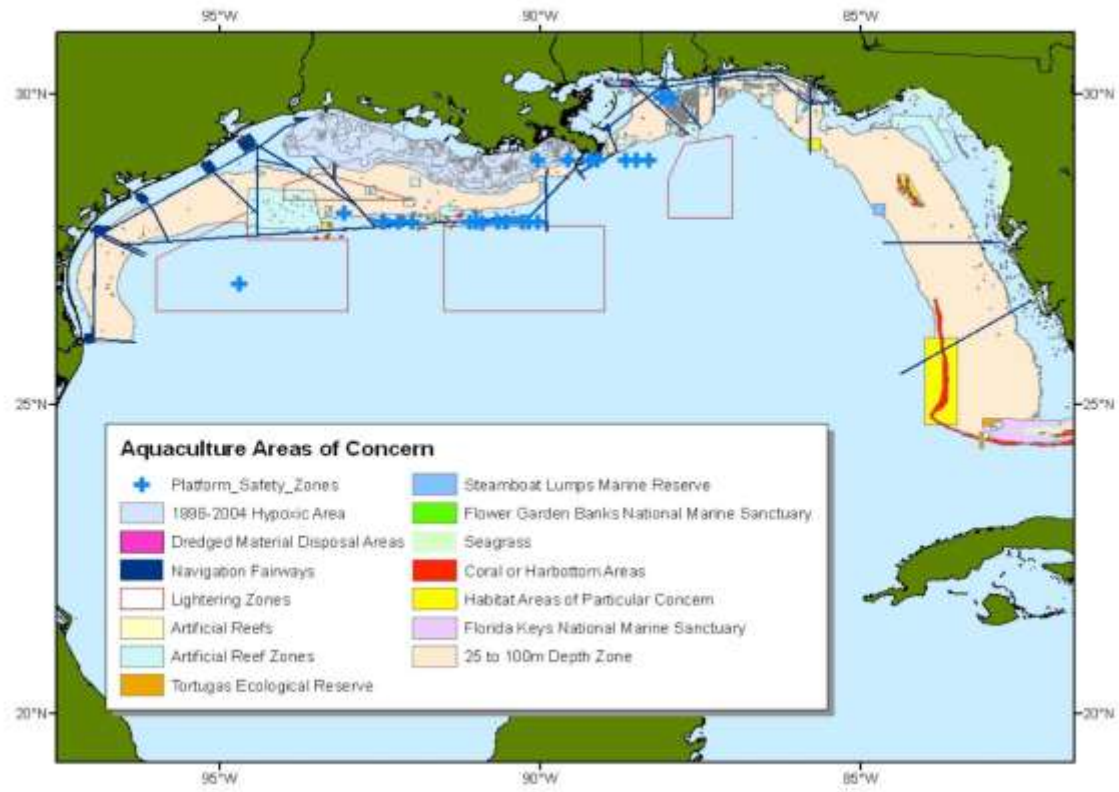 95°W 90°W 85°W
30°N 30°N
25°N 25°N
Aquaculture Areas of Concern
Platform_Safety_Zones
1998-2004 Hypoxic Area
Dredged Material Disposal Areas
Navigation Fairways
Lightering Zones
Artificial Reefs
Artificial Reef Zones
Tortugas Ecological Reserve
Steamboat Lumps Marine Reserve
Flower Garden Banks National Marine Sanctuary
Seagrass
Coral or Harbottom Areas
Habitat Areas of Particular Concern
Florida Keys National Marine Sanctuary
25 to 100m Depth Zone
20°N 20°N
95°W 90°W 85°W